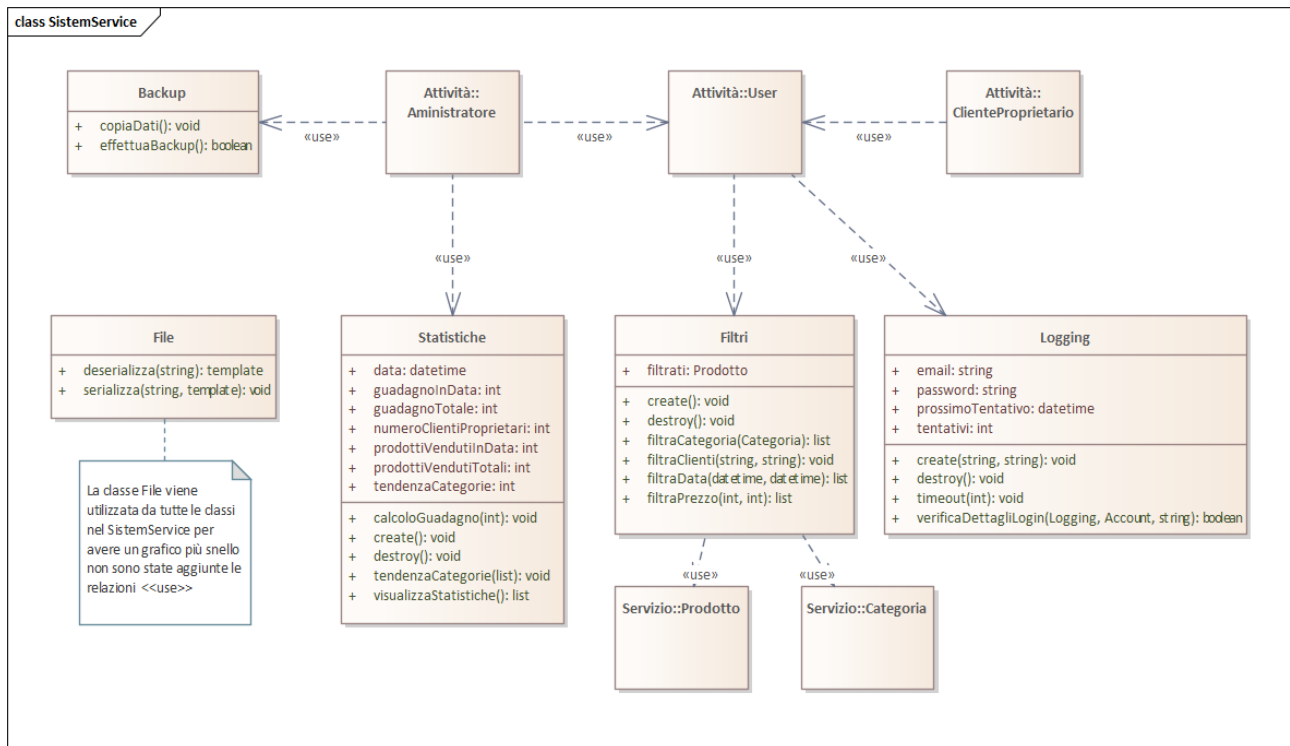 class SistemService
Backup
+ copiaDati(): void
+ effettuaBackup(): boolean
Attività::
Aministratore
Attività::User
Attività::
ClienteProprietario
«use»
«use»
«use»
«use»
«use»
«use»
File
+ deserializza(string): template
+ serializza(string, template): void
La classe File viene
utilizzata da tutte le classi
nel SistemService per
avere un grafico più snello
non sono state aggiunte le
relazioni <<use>>
Statistiche
+ data: datetime
+ guadagnoInData: int
+ guadagnoTotale: int
+ numeroClientiProprietari: int
+ prodottiVendutiInData: int
+ prodottiVendutiTotali: int
+ tendenzaCategorie: int
+ calcoloGuadagno(int): void
+ create(): void
+ destroy(): void
+ tendenzaCategorie(list): void
+ visualizzaStatistiche(): list
Filtri
+ filtrati: Prodotto
+ create(): void
+ destroy(): void
+ filtraCategoria(Categoria): list
+ filtraClienti(string, string): void
+ filtraData(datetime, datetime): list
+ filtraPrezzo(int, int): list
Logging
+ email: string
+ password: string
+ prossimoTentativo: datetime
+ tentativi: int
+ create(string, string): void
+ destroy(): void
+ timeout(int): void
+ verificaDettagliLogin(Logging, Account, string): boolean
«use»
«use»
Servizio::Prodotto
Servizio::Categoria